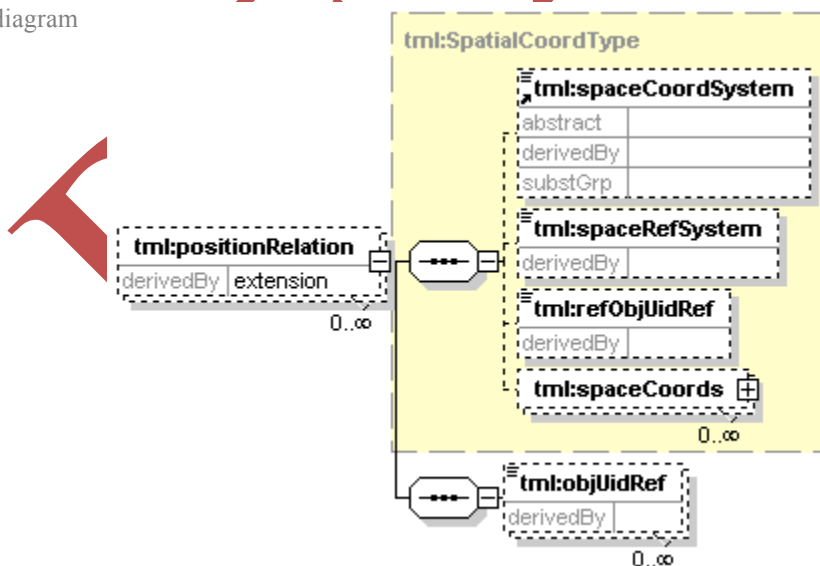 diagram
tml:SpatialCoordType
tml:spaceCoordSystem
abstract
derivedBy
substGrp
tml:spaceRefSystem
derivedBy
tml:positionRelation
derivedBy extension
0..∞
tml:refObjUidRef
derivedBy
tml:spaceCoords
0..∞
tml:objUidRef
derivedBy
0..∞